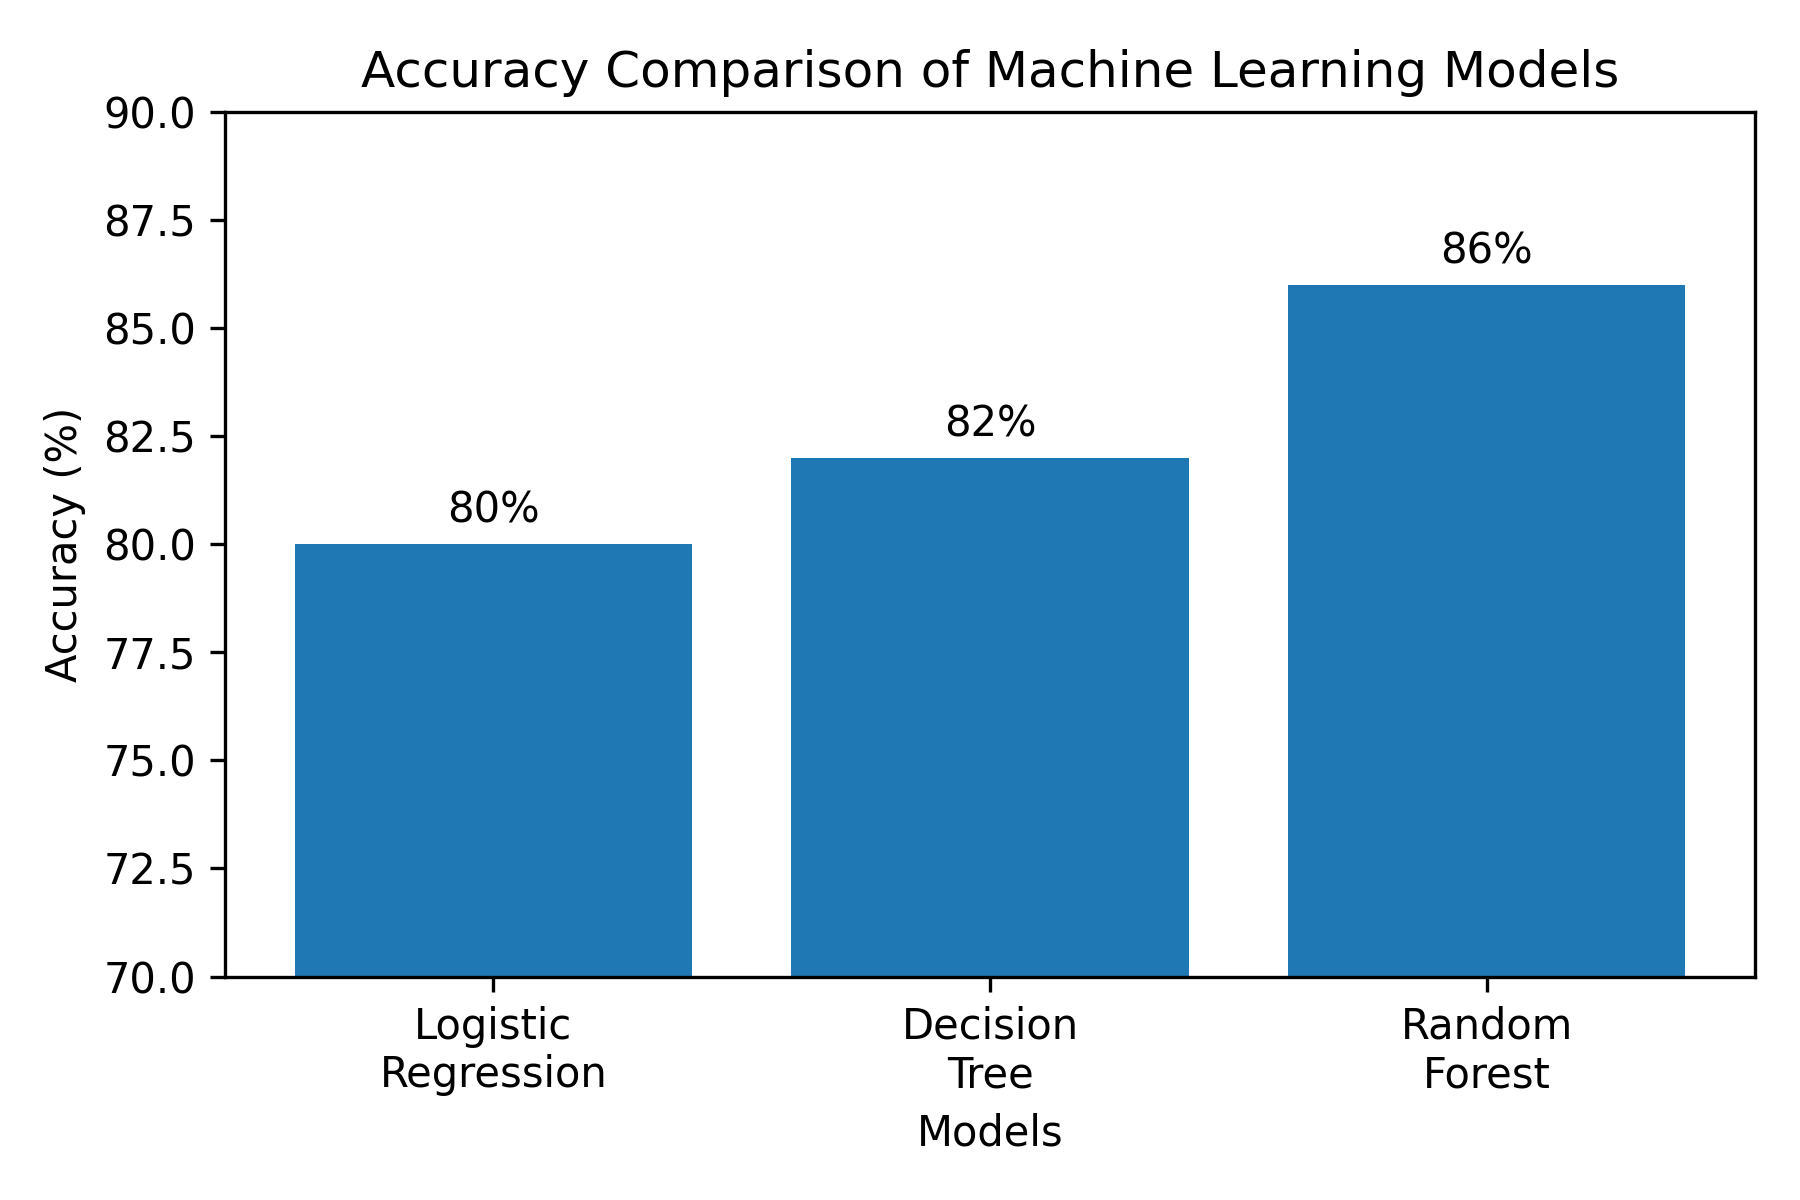 Accuracy Comparison of Machine Learning Models
Accuracy (%)
90.0
87.5
85.0
82.5
80.0
77.5
75.0
72.5
70.0
80%
82%
86%
Logistic
Regression
Decision
Tree
Random
Forest
Models